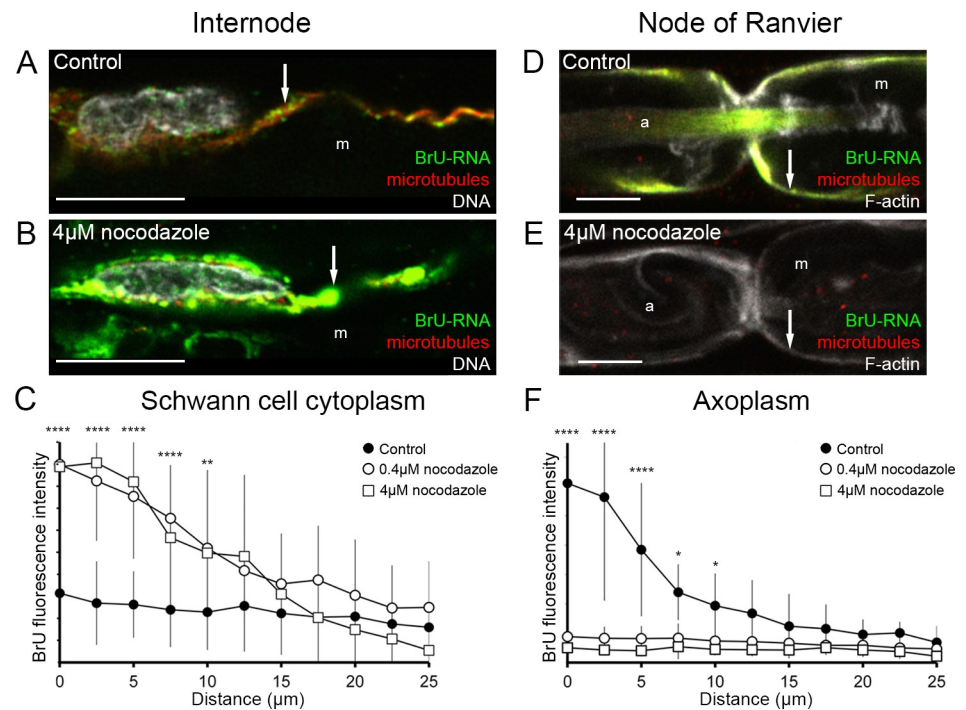 Internode
Node of Ranvier
A
Control
m
BrU-RNA
microtubules
DNA
B
4µM nocodazole
m
BrU-RNA
microtubules
DNA
D
Control
m
a
BrU-RNA
microtubules
F-actin
E
4µM nocodazole
m
a
BrU-RNA
microtubules
F-actin
C
Schwann cell cytoplasm
**** **** **** **** **
Control
0.4µM nocodazole
4µM nocodazole
BrU fluorescence intensity
0 5 10 15 20 25
Distance (µm)
F
Axoplasm
**** **** **** * *
Control
0.4µM nocodazole
4µM nocodazole
BrU fluorescence intensity
0 5 10 15 20 25
Distance (µm)